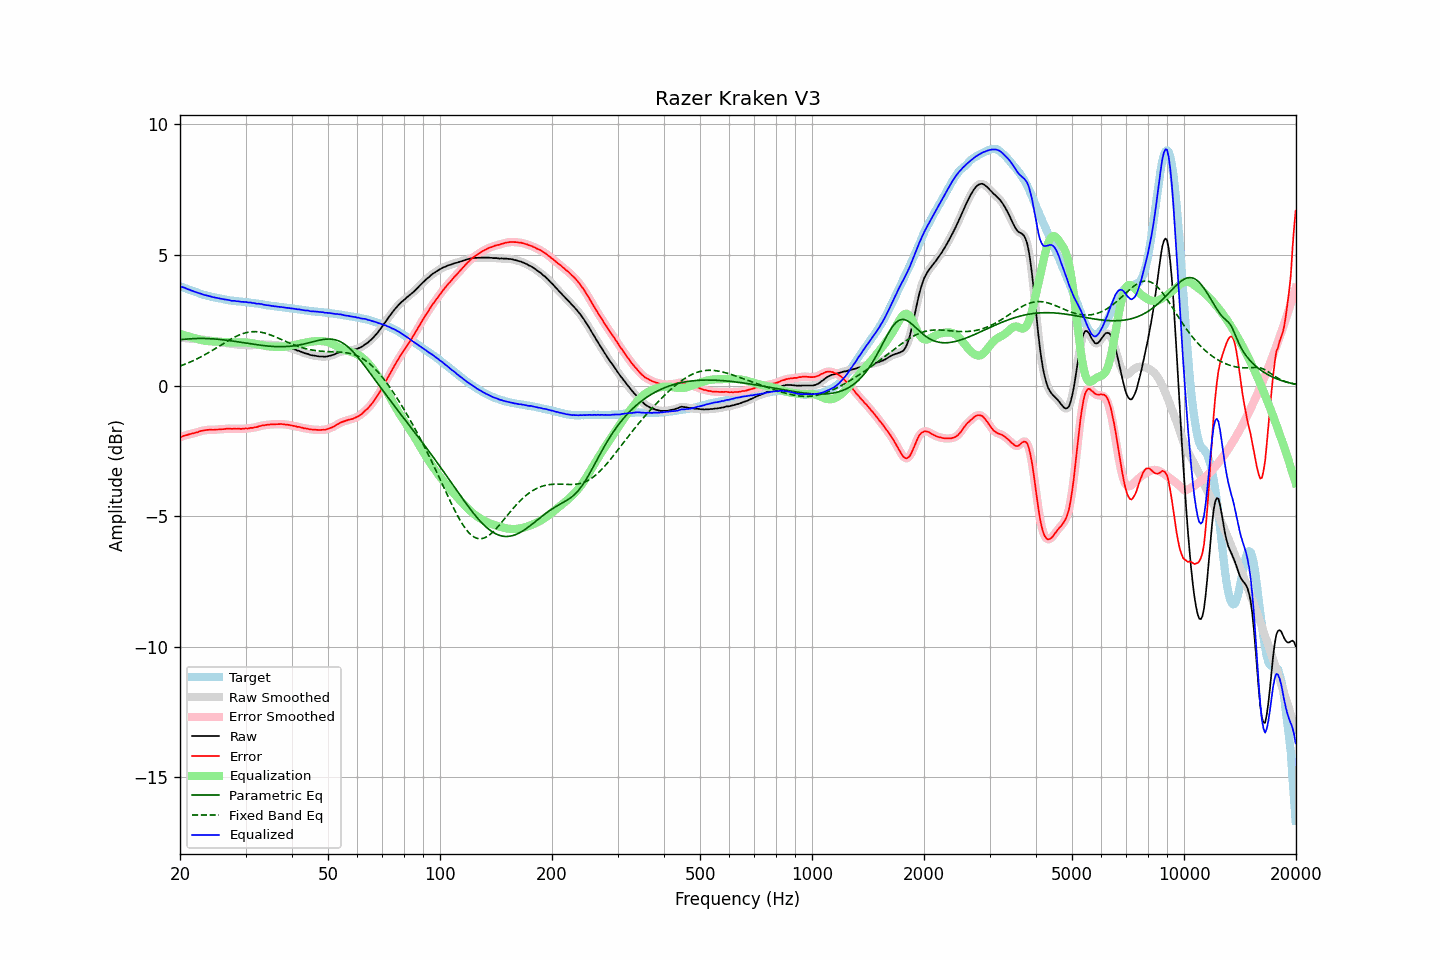 Razer Kraken V3
10
5
0
−5
−10
−15
Amplitude (dBr)
20
50
100
200
500
1000
2000
5000
10000
20000
Frequency (Hz)
Target
Raw Smoothed
Error Smoothed
Raw
Error
Equalization
Parametric Eq
Fixed Band Eq
Equalized